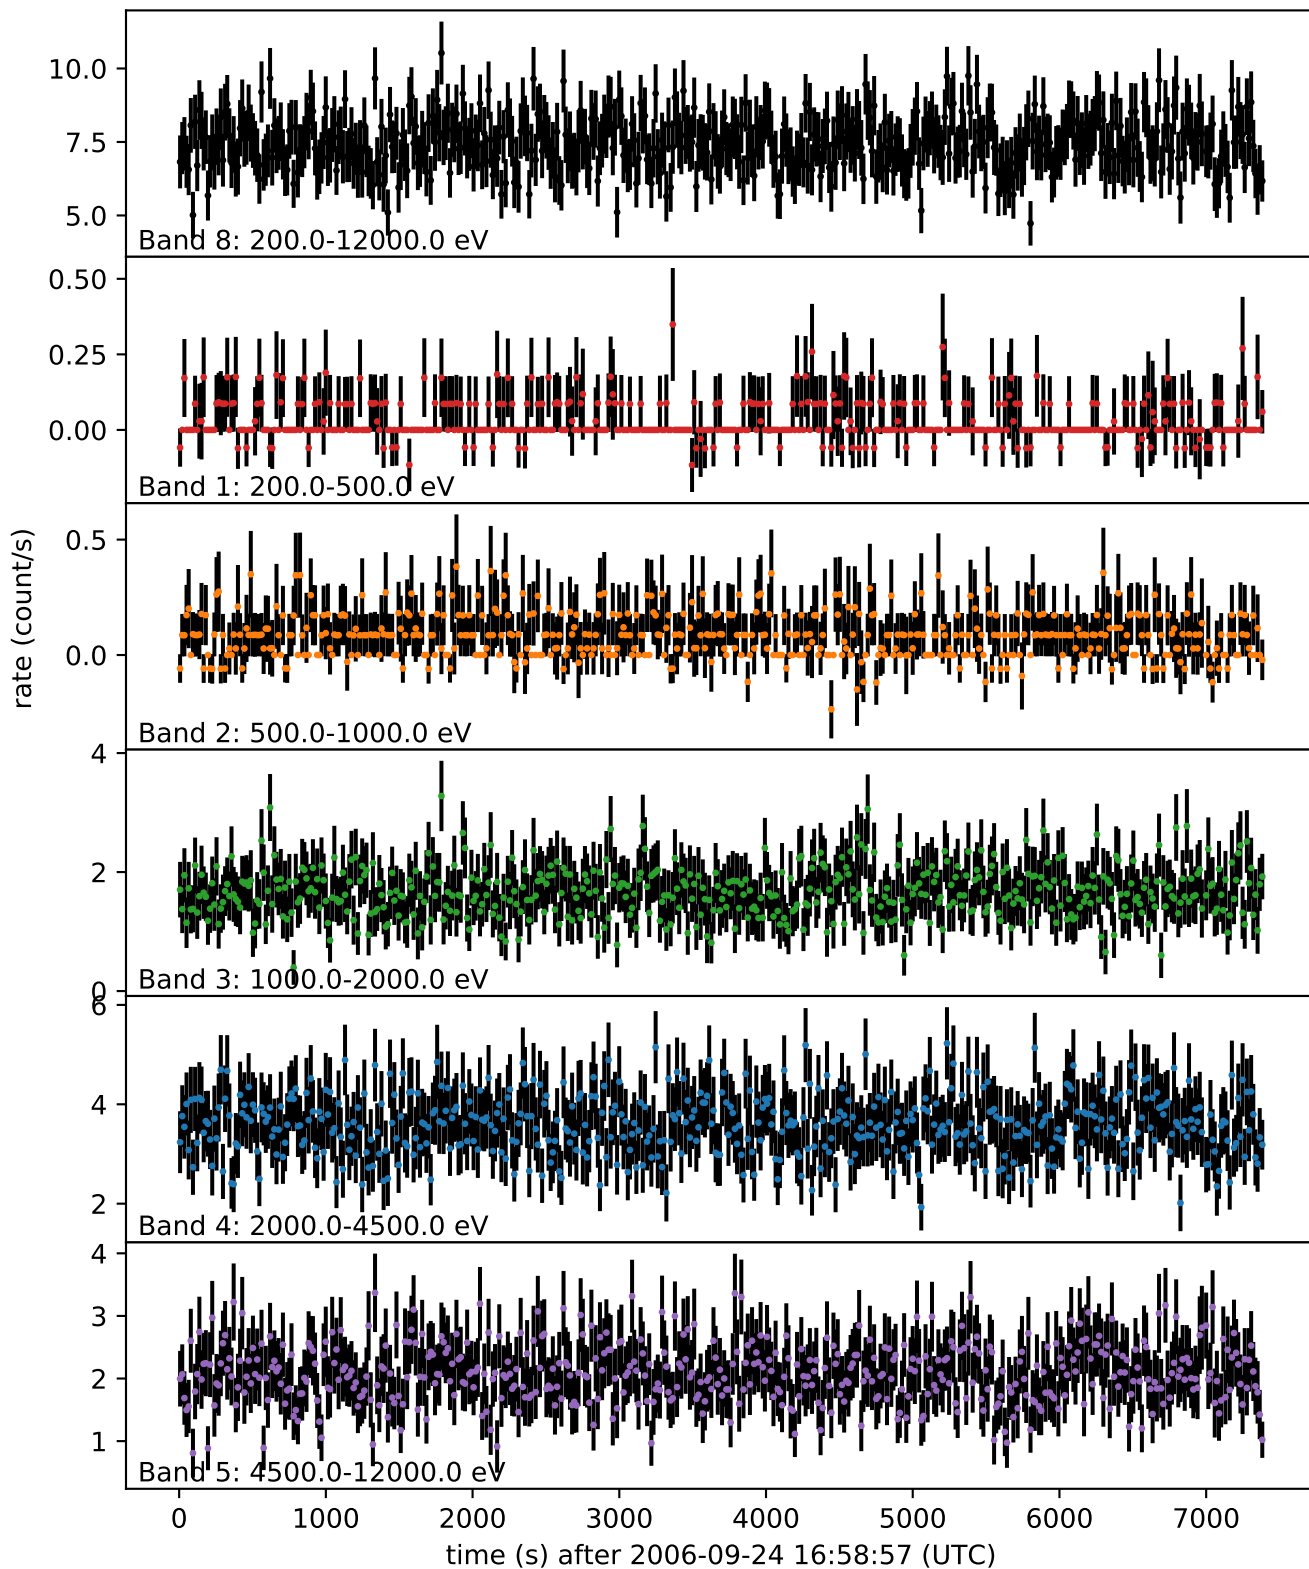 10.0
7.5
5.0
Band 8: 200.0-12000.0 eV
0.50
0.25
0.00
Band 1: 200.0-500.0 eV
0.5
0.0
Band 2: 500.0-1000.0 eV
rate (count/s)
4
2
0
Band 3: 1000.0-2000.0 eV
6
4
2
Band 4: 2000.0-4500.0 eV
4
3
2
1
Band 5: 4500.0-12000.0 eV
0 1000 2000 3000 4000 5000 6000 7000
time (s) after 2006-09-24 16:58:57 (UTC)